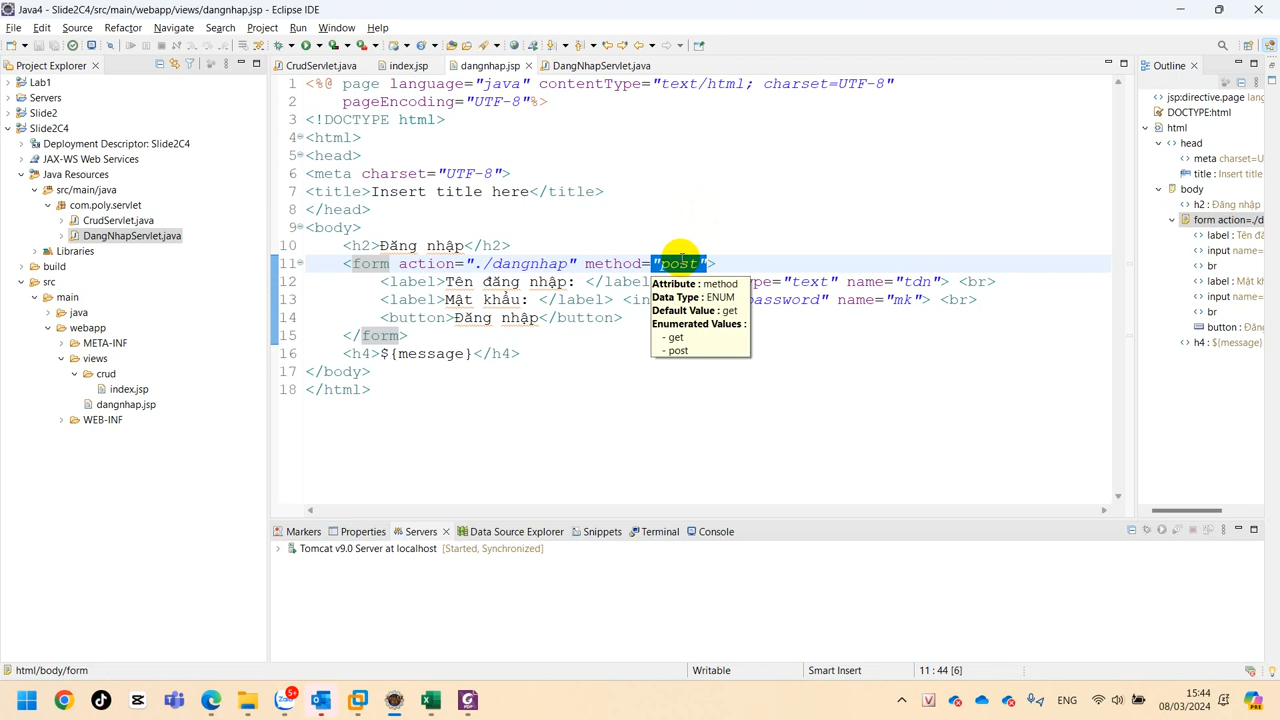 Java4 - Slide2C4/src/main/webapp/views/dangnhap.jsp - Eclipse IDE
File Edit Source Refactor Navigate Search Project Run Window Help
Project Explorer
Lab1
Servers
Slide2
Slide2C4
Deployment Descriptor: Slide2C4
JAX-WS Web Services
Java Resources
src/main/java
com.poly.servlet
CrudServlet.java
DangNhapServlet.java
Libraries
build
src
main
java
webapp
META-INF
views
crud
index.jsp
dangnhap.jsp
WEB-INF
CrudServlet.java index.jsp dangnhap.jsp DangNhapServlet.java
1 <%@ page language="java" contentType="text/html; charset=UTF-8"
2 pageEncoding="UTF-8"%>
3 <!DOCTYPE html>
4 <html>
5 <head>
6 <meta charset="UTF-8">
7 <title>Insert title here</title>
8 </head>
9 <body>
10 <h2>Đăng nhập</h2>
11 <form action="./dangnhap" method="post">
12 <label>Tên đăng nhập: </label ype="text" name="tdn"> <br>
13 <label>Mật khẩu: </label> <in password" name="mk"> <br>
14 <button>Đăng nhập</button>
15 </form>
16 <h4>${message}</h4>
17 </body>
18 </html>
Attribute : method
Data Type : ENUM
Default Value : get
Enumerated Values :
- get
- post
Outline
jsp:directive.page lang
DOCTYPE:html
html
head
meta charset=
title : Insert title
body
h2 : Đăng nhập
form action=./d
label : Tên đă
input name=
br
label : Mật kh
input name=
br
button : Đăng
h4 : ${message}
Markers Properties Servers Data Source Explorer Snippets Terminal Console
Tomcat v9.0 Server at localhost [Started, Synchronized]
html/body/form Writable Smart Insert 11 : 44 [6]
5+
ENG
15:44
08/03/2024